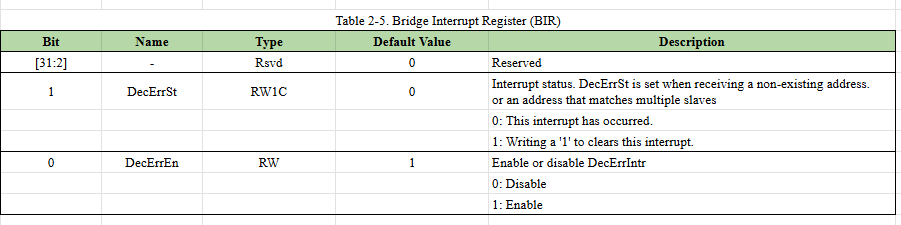 Table 2-5. Bridge Interrupt Register (BIR)
Bit Name Type Default Value Description
[31:2] - Rsvd 0 Reserved
1 DecErrSt RW1C 0 Interrupt status. DecErrSt is set when receiving a non-existing address.
or an address that matches multiple slaves
0: This interrupt has occurred.
1: Writing a '1' to clears this interrupt.
0 DecErrEn RW 1 Enable or disable DecErrIntr
0: Disable
1: Enable